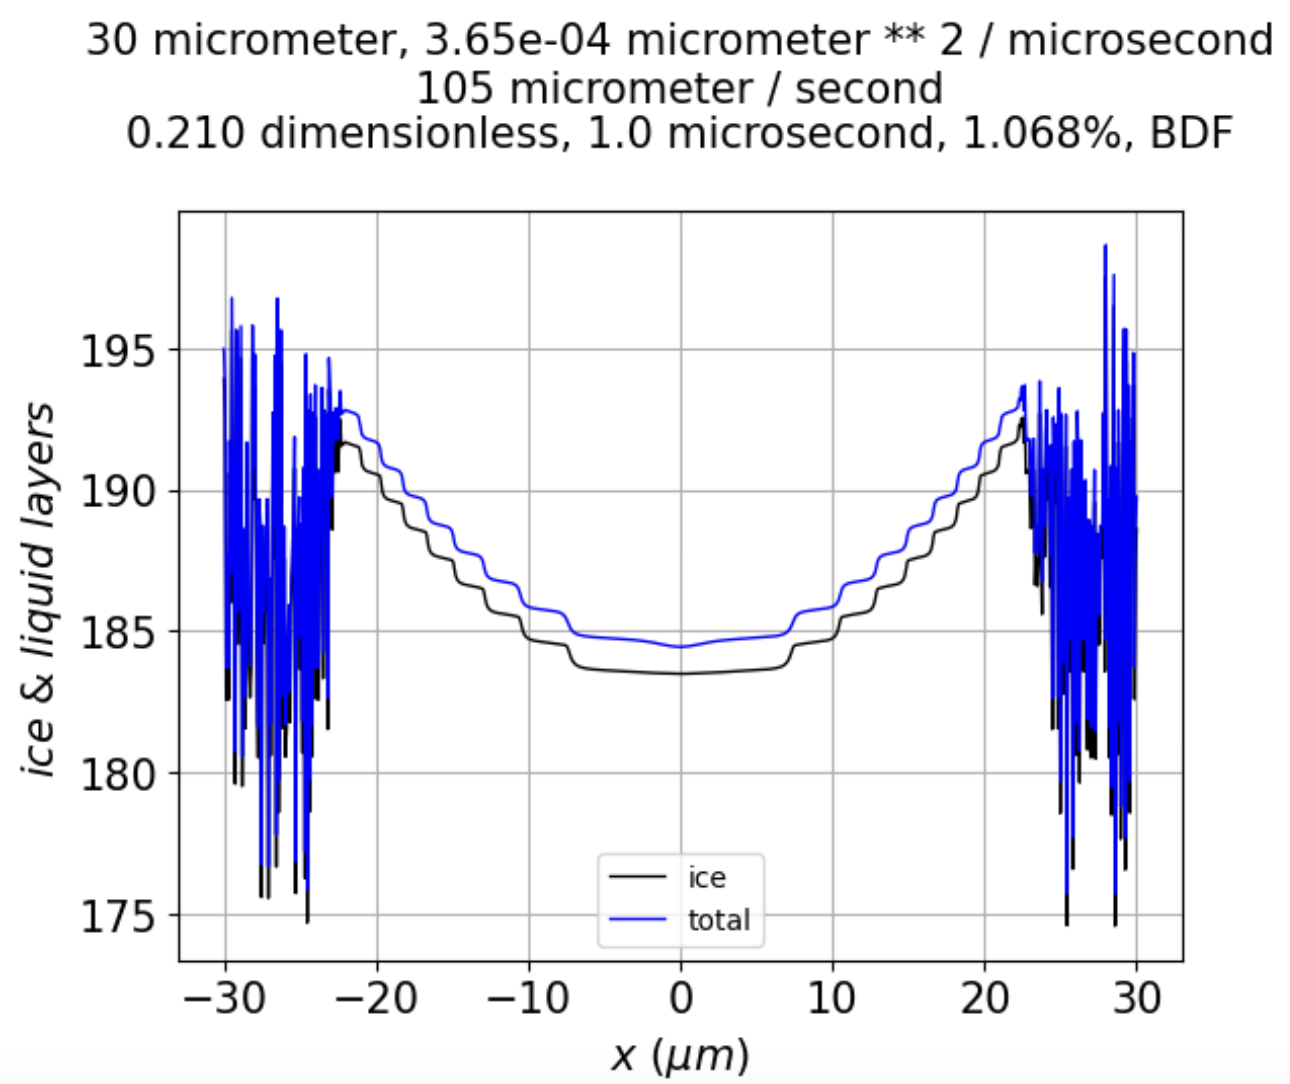 30 micrometer, 3.65e-04 micrometer ** 2 / microsecond
105 micrometer / second
0.210 dimensionless, 1.0 microsecond, 1.068%, BDF
195
190
185
180
175
ice & liquid layers
ice
total
−30
−20
−10
0
10
20
30
x (μm)